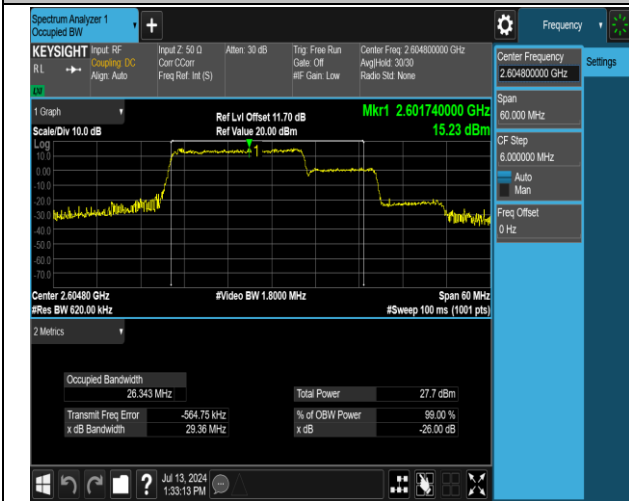 Spectrum Analyzer 1
Occupied BW
Frequency
KEYSIGHT
RL
Input: RF
Coupling: DC
Align: Auto
Input Z: 50 Ω
Corr CCorr
Freq Ref: Int (S)
Atten: 30 dB
Trig: Free Run
Gate: Off
#IF Gain: Low
Center Freq: 2.604800000 GHz
Avg|Hold: 30/30
Radio Std: None
Center Frequency
2.604800000 GHz
Settings
Span
60.000 MHz
CF Step
6.000000 MHz
Auto
Man
Freq Offset
0 Hz
1 Graph
Scale/Div 10.0 dB
Ref Lvl Offset 11.70 dB
Ref Value 20.00 dBm
Mkr1 2.601740000 GHz
15.23 dBm
Log
10.0
0.00
-10.0
-20.0
-30.0
-40.0
-50.0
-60.0
-70.0
1
Center 2.60480 GHz
#Res BW 620.00 kHz
#Video BW 1.8000 MHz
Span 60 MHz
#Sweep 100 ms (1001 pts)
2 Metrics
Occupied Bandwidth
26.343 MHz
Total Power 27.7 dBm
Transmit Freq Error -564.75 kHz
% of OBW Power 99.00 %
x dB Bandwidth 29.36 MHz
x dB -26.00 dB
Jul 13, 2024
1:33:13 PM